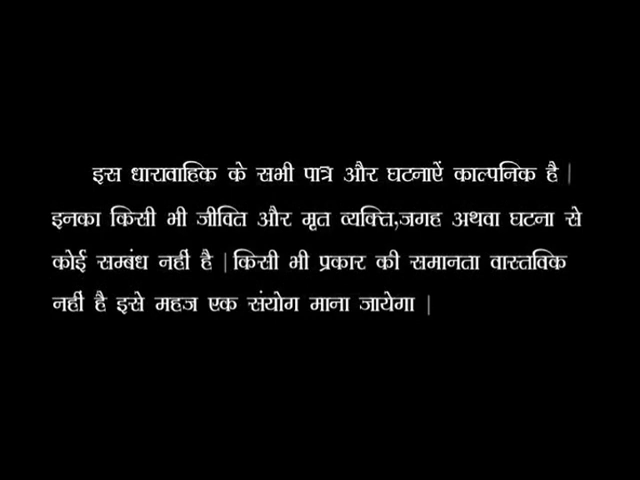 इस धारावाहिक के सभी पात्र और घटनाऐं काल्पनिक है |
इनका किसी भी जीवित और मृत व्यक्ति,जगह अथवा घटना से
कोई सम्बंध नहीं है | किसी भी प्रकार की समानता वास्तविक
नहीं है इसे महज एक संयोग माना जायेगा |